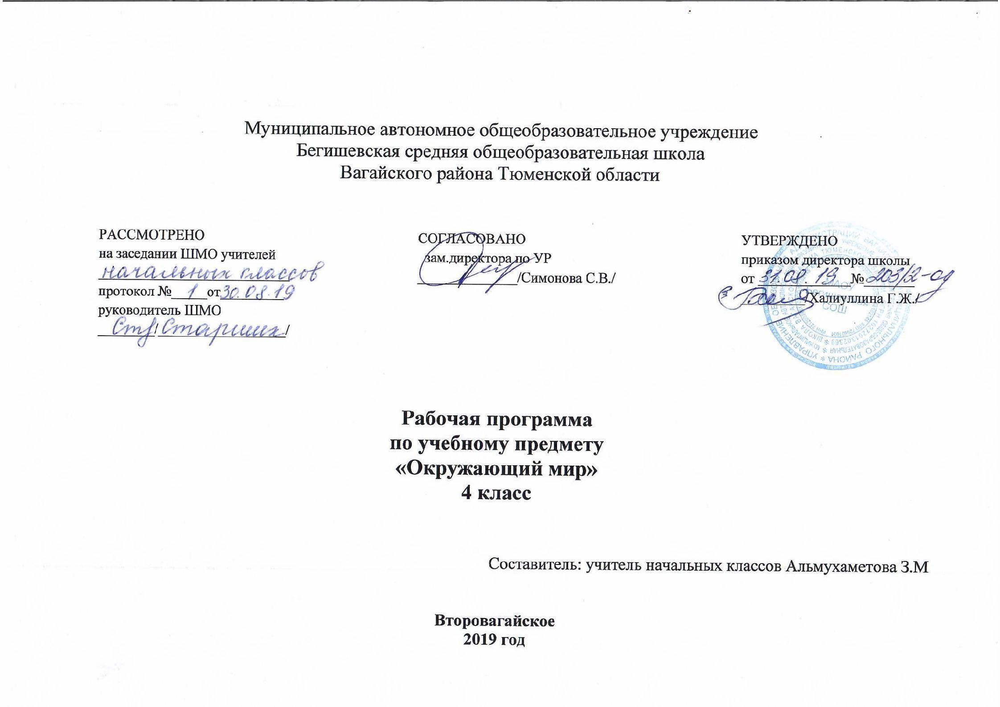 Муниципальное автономное общеобразовательное учреждение
Бегишевская средняя общеобразовательная школа
Вагайского района Тюменской области
РАССМОТРЕНО
на заседании ШМО учителей
начальных классов
протокол № 1 от 30.08.19
руководитель ШМО
/ Старших /
СОГЛАСОВАНО
зам.директора по УР
/Симонова С.В./
УТВЕРЖДЕНО
приказом директора школы
от 31.08.19 № 203/2-од
/Халиуллина Г.Ж./
МАОУ
Бегишевская
СОШ
Рабочая программа
по учебному предмету
«Окружающий мир»
4 класс
Составитель: учитель начальных классов Альмухаметова З.М
Второвагайское
2019 год